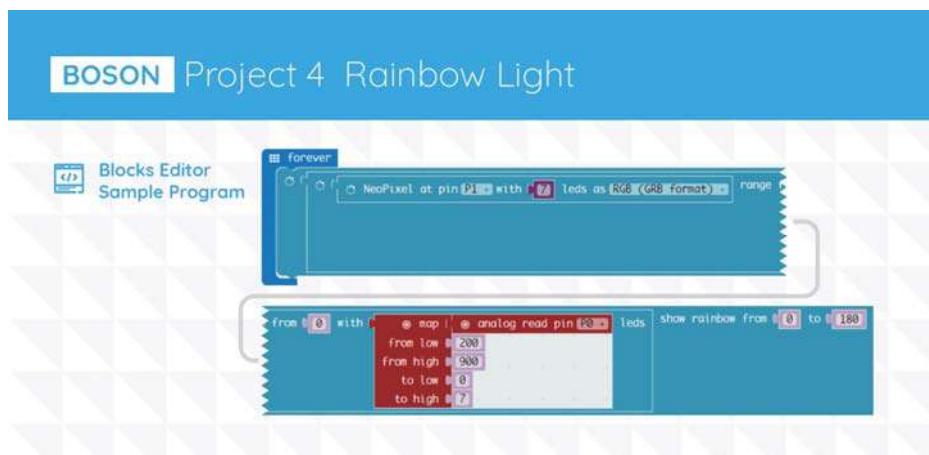 BOSON Project 4 Rainbow Light
Blocks Editor
Sample Program
forever
NeoPixel at pin P1 with 7 leds as RGB (GRB format) range
from 0 with map analog read pin P0 leds show rainbow from 0 to 180
from low 200
from high 900
to low 0
to high 7